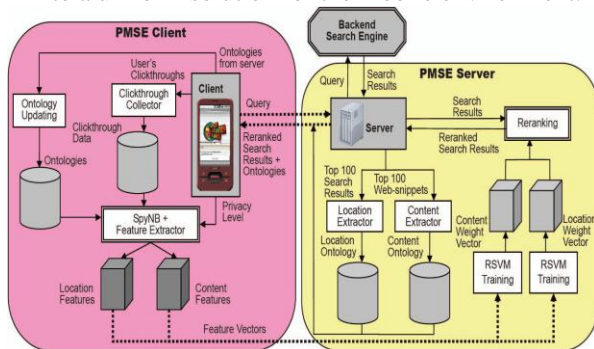 PMSE Client
Ontologies
from server
User's
Clickthroughs
Clickthrough
Collector
Client
Ontology
Updating
Clickthrough
Data
Ontologies
Privacy
Level
SpyNB +
Feature Extractor
Location
Features
Content
Features
Feature Vectors
Query
Reranked
Search
Results +
Ontologies
Backend
Search Engine
Query
Search
Results
PMSE Server
Server
Search
Results
Reranked
Search Results
Reranking
Top 100
Search
Results
Top 100
Web-snippets
Location
Extractor
Content
Extractor
Location
Ontology
Content
Ontology
Content
Weight
Vector
Location
Weight
Vector
RSVM
Training
RSVM
Training